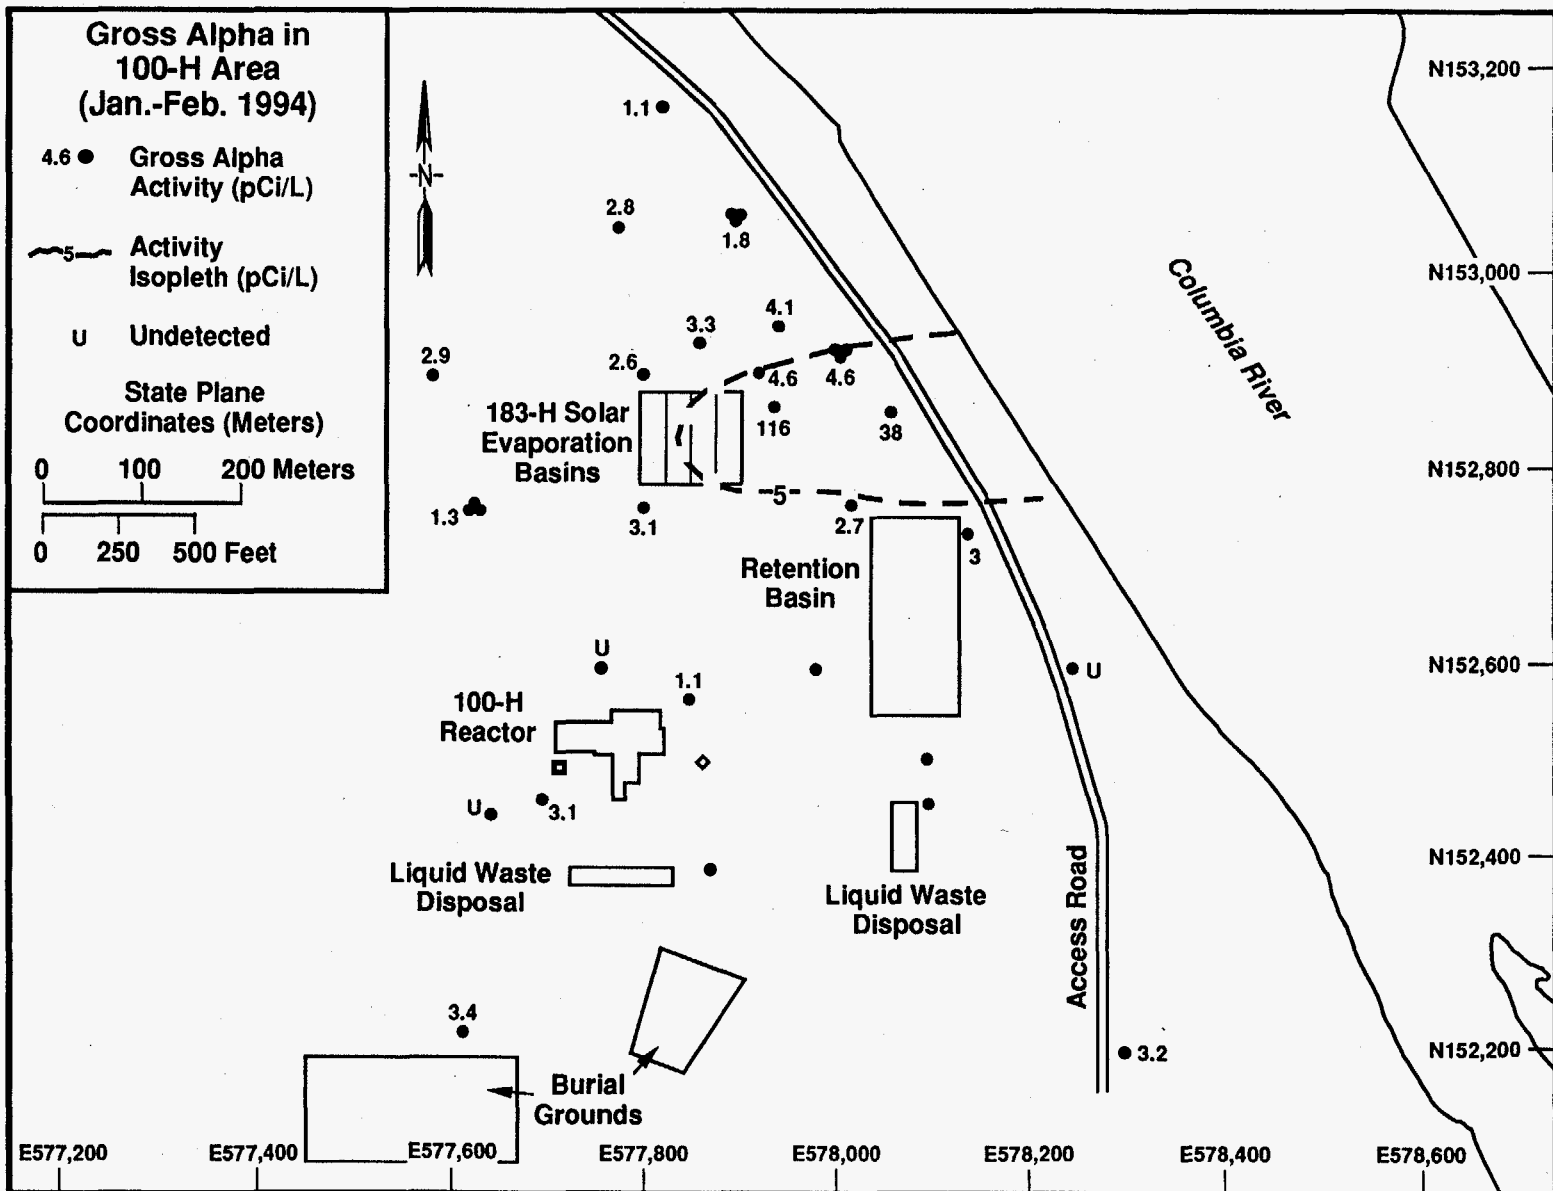 Gross Alpha in
100-H Area
(Jan.-Feb. 1994)
4.6
Gross Alpha
Activity (pCi/L)
5
Activity
Isopleth (pCi/L)
U
Undetected
State Plane
Coordinates (Meters)
0 100 200 Meters
0 250 500 Feet
N
1.1
2.8
1.8
4.1
3.3
2.9
2.6
4.6
4.6
116
38
183-H Solar
Evaporation
Basins
5
1.3
3.1
2.7
3
Retention
Basin
U
U
1.1
100-H
Reactor
U
3.1
Liquid Waste
Disposal
Liquid Waste
Disposal
Access Road
Columbia River
3.4
3.2
Burial
Grounds
N153,200
N153,000
N152,800
N152,600
N152,400
N152,200
E577,200 E577,400 E577,600 E577,800 E578,000 E578,200 E578,400 E578,600